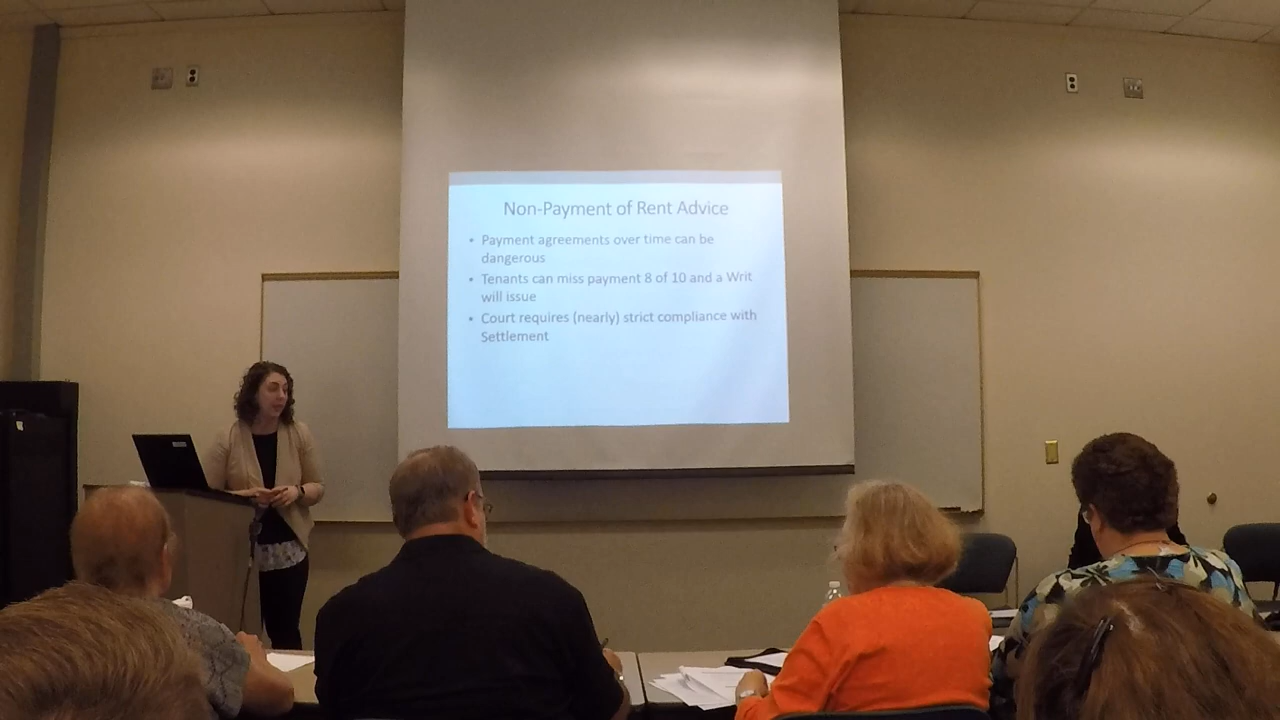 Non-Payment of Rent Advice
• Payment agreements over time can be
dangerous
• Tenants can miss payment 8 of 10 and a Writ
will issue
• Court requires (nearly) strict compliance with
Settlement